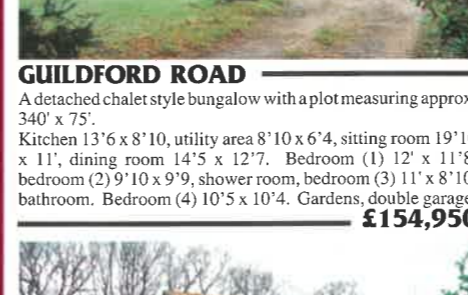 GUILDFORD ROAD
A detached chalet style bungalow with a plot measuring approx
340' x 75'.
Kitchen 13'6 x 8'10, utility area 8'10 x 6'4, sitting room 19'1
x 11', dining room 14'5 x 12'7. Bedroom (1) 12' x 11'8
bedroom (2) 9'10 x 9'9, shower room, bedroom (3) 11' x 8'10
bathroom. Bedroom (4) 10'5 x 10'4. Gardens, double garage
£154,950